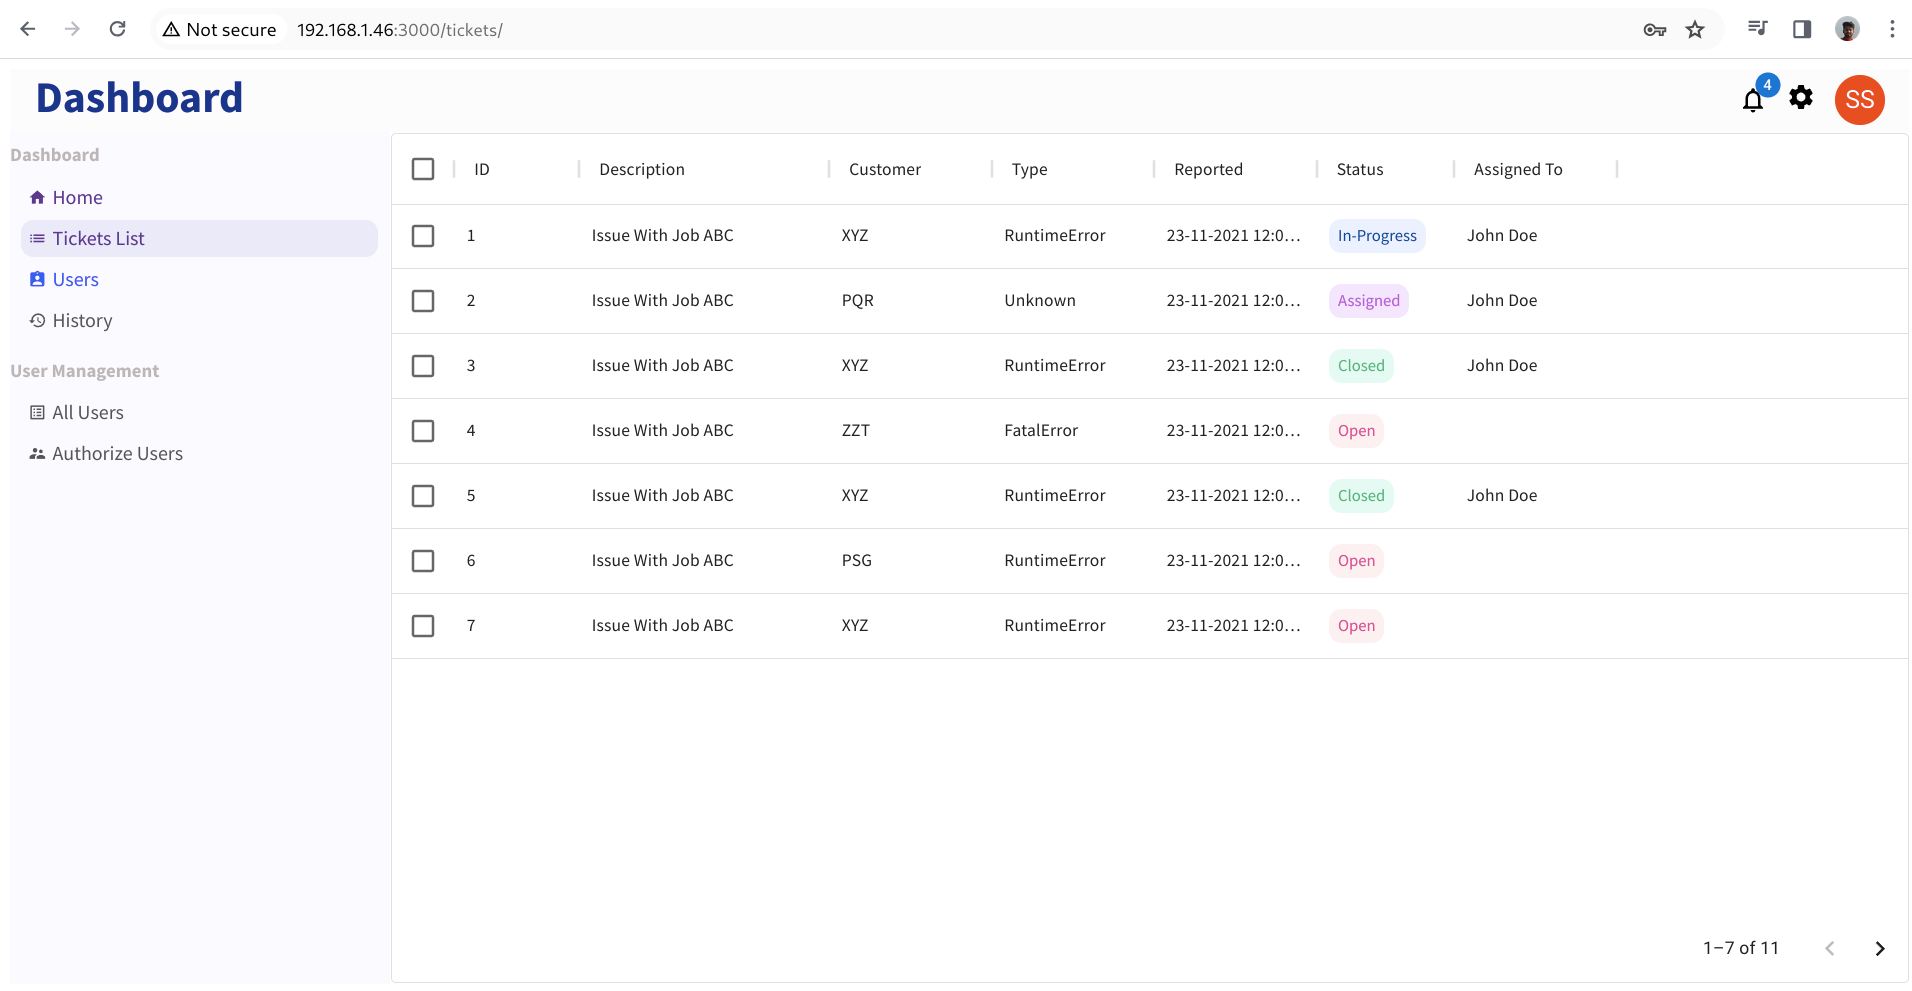 Not secure 192.168.1.46:3000/tickets/
Dashboard
4
SS
Dashboard
Home
Tickets List
Users
History
User Management
All Users
Authorize Users
ID Description Customer Type Reported Status Assigned To
1 Issue With Job ABC XYZ RuntimeError 23-11-2021 12:0... In-Progress John Doe
2 Issue With Job ABC PQR Unknown 23-11-2021 12:0... Assigned John Doe
3 Issue With Job ABC XYZ RuntimeError 23-11-2021 12:0... Closed John Doe
4 Issue With Job ABC ZZT FatalError 23-11-2021 12:0... Open
5 Issue With Job ABC XYZ RuntimeError 23-11-2021 12:0... Closed John Doe
6 Issue With Job ABC PSG RuntimeError 23-11-2021 12:0... Open
7 Issue With Job ABC XYZ RuntimeError 23-11-2021 12:0... Open
1–7 of 11